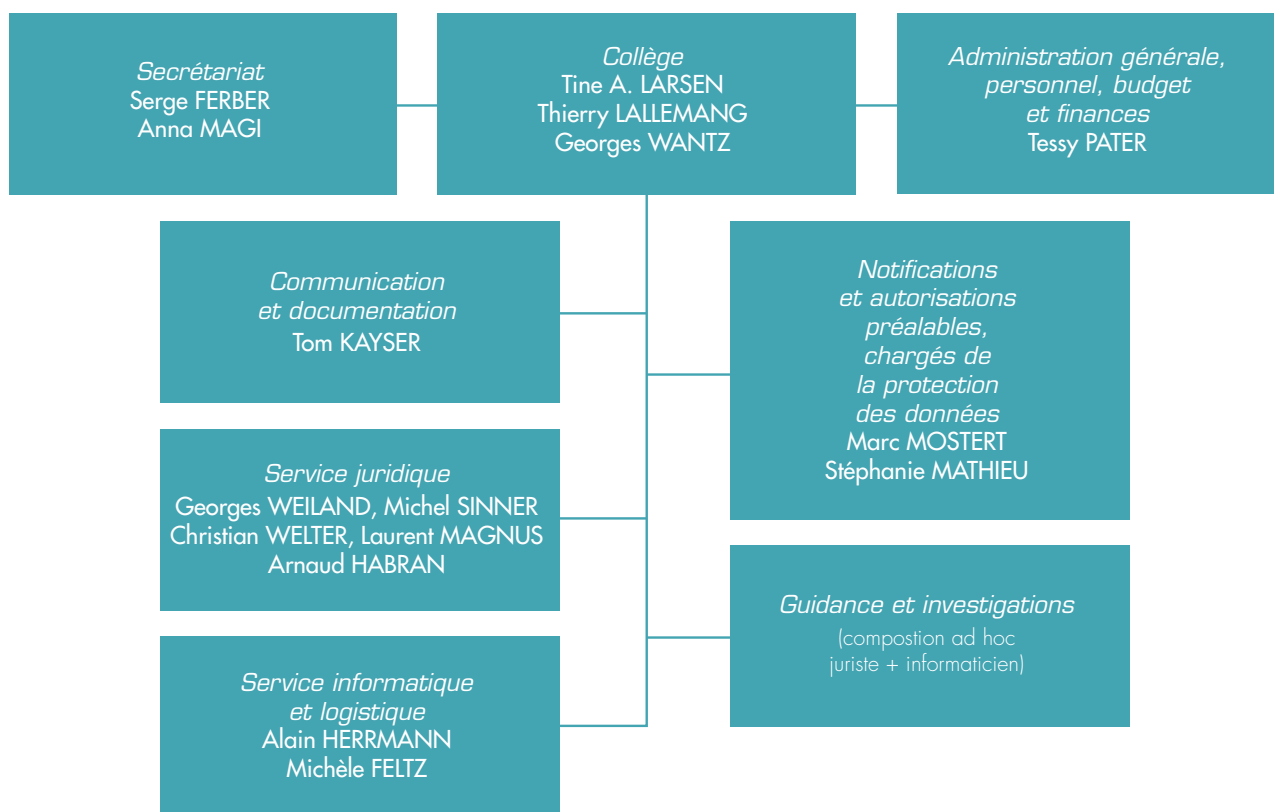 Secrétariat
Serge FERBER
Anna MAGI
Collège
Tine A. LARSEN
Thierry LALLEMANG
Georges WANTZ
Administration générale,
personnel, budget
et finances
Tessy PATER
Communication
et documentation
Tom KAYSER
Notifications
et autorisations
préalables,
chargés de
la protection
des données
Marc MOSTERT
Stéphanie MATHIEU
Service juridique
Georges WEILAND, Michel SINNER
Christian WELTER, Laurent MAGNUS
Arnaud HABRAN
Guidance et investigations
(compostion ad hoc
juriste + informaticien)
Service informatique
et logistique
Alain HERRMANN
Michèle FELTZ